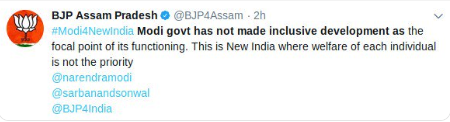 BJP Assam Pradesh @BJP4Assam · 2h
#Modi4NewIndia Modi govt has not made inclusive development as the
focal point of its functioning. This is New India where welfare of each individual
is not the priority
@narendramodi
@sarbanandsonwal
@BJP4India